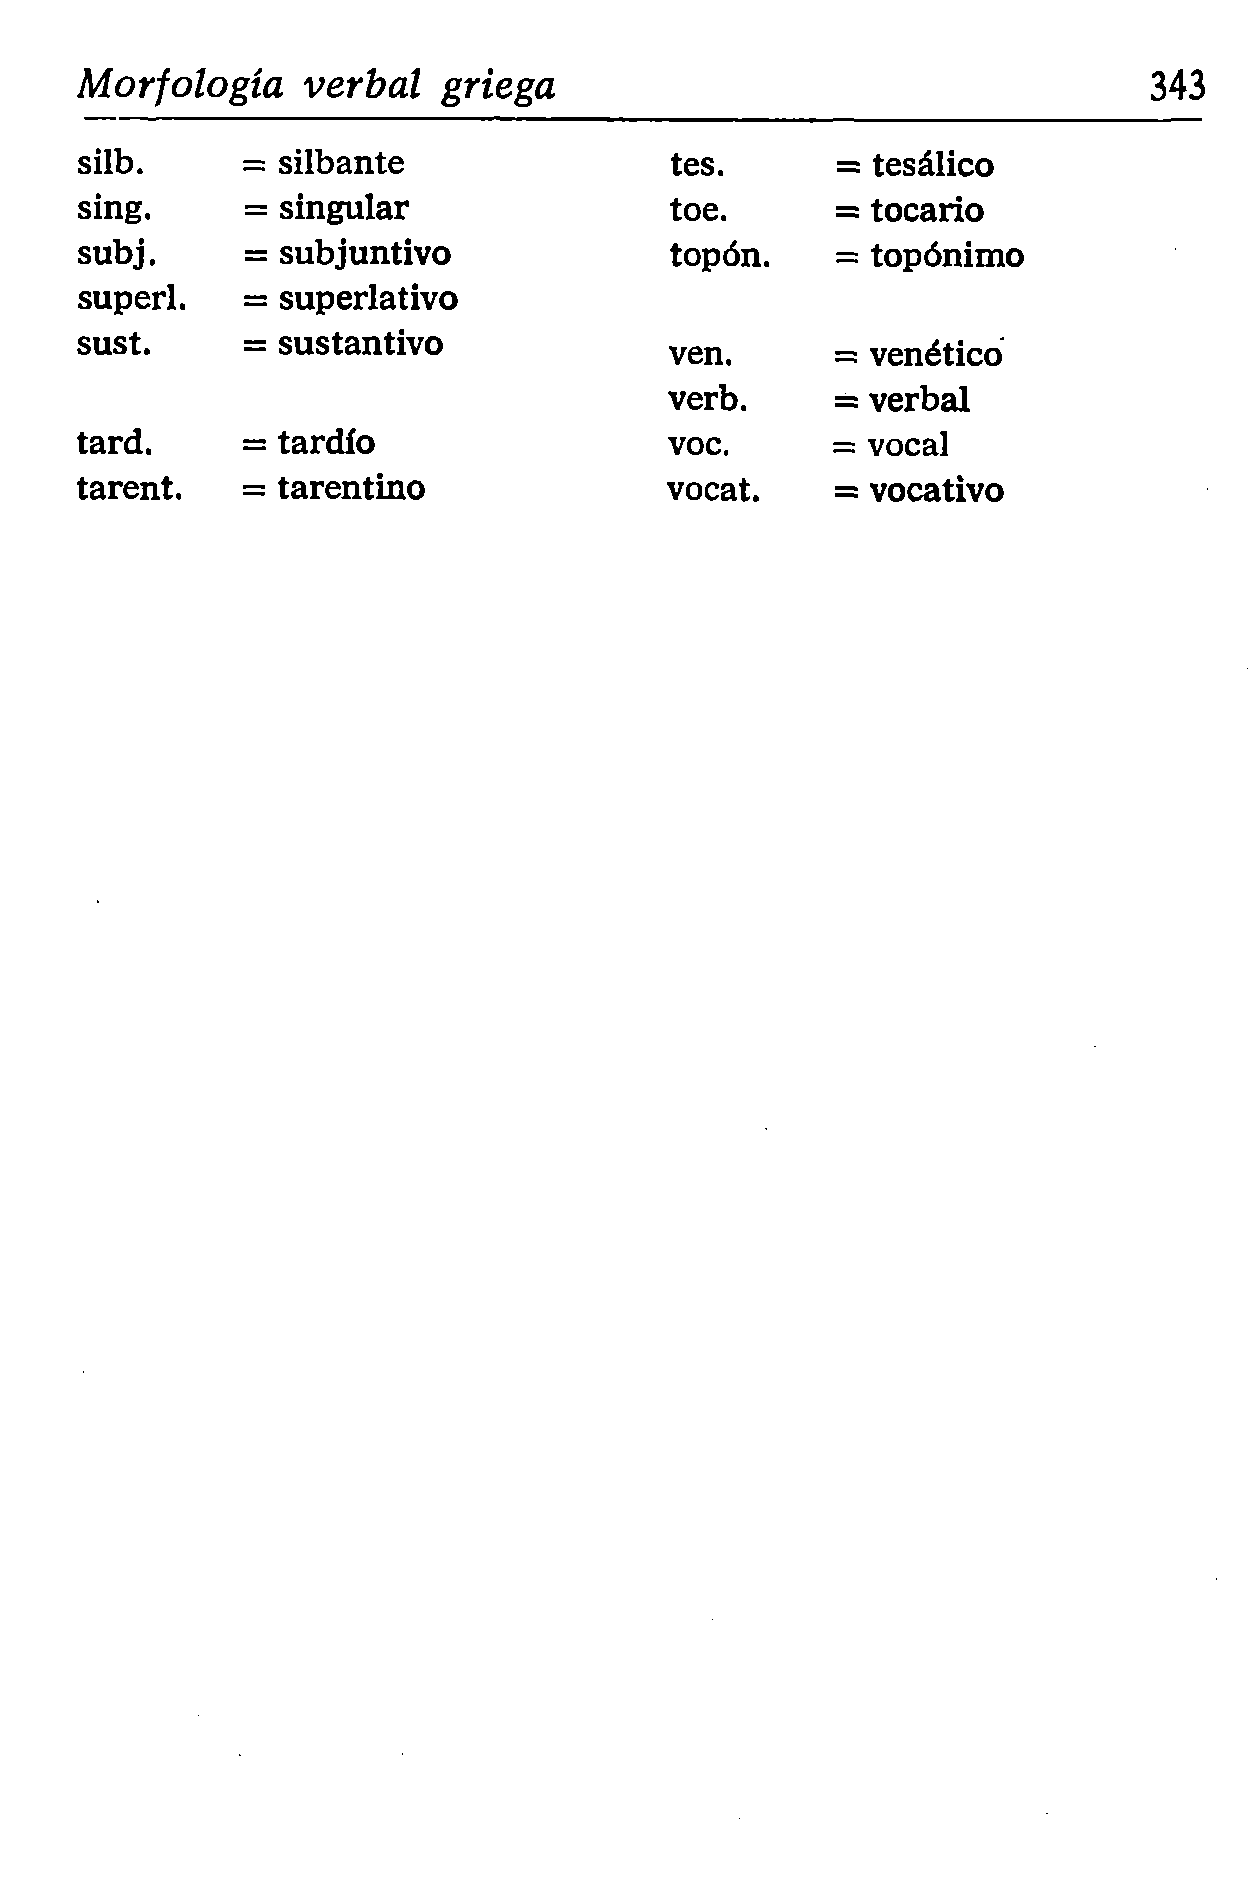 Morfología verbal griega 343
silb. = silbante
sing. = singular
subj. = subjuntivo
superl. = superlativo
sust. = sustantivo
tard. = tardío
tarent. = tarentino
tes. = tesálico
toe. = tocario
topón. = topónimo
ven. = venético
verb. = verbal
voc. = vocal
vocat. = vocativo